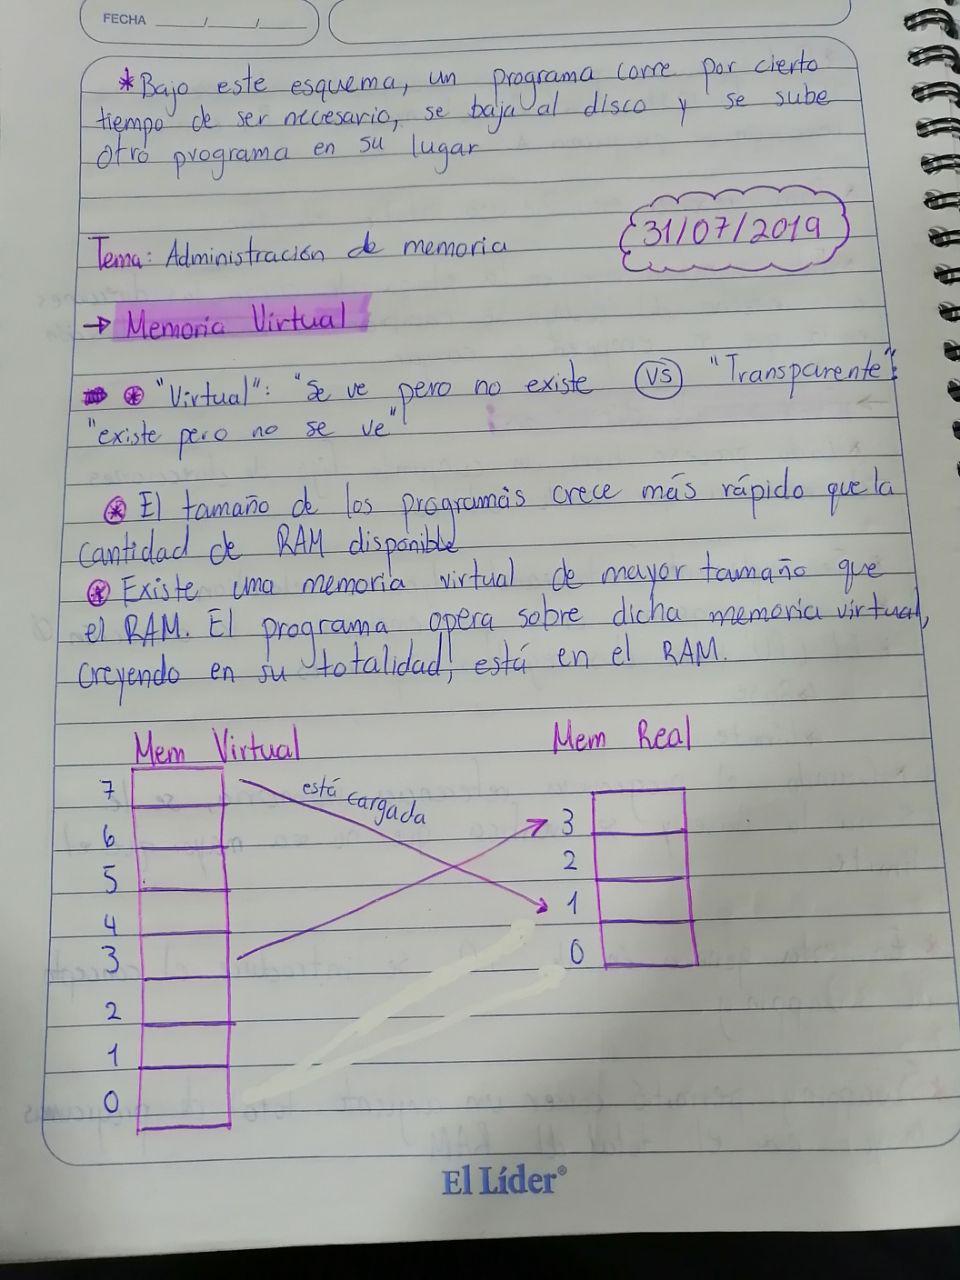 FECHA ___/___/___
*Bajo este esquema, un programa corre por cierto
tiempo de ser necesario, se baja al disco y se sube
otro programa en su lugar
31/07/2019
Tema: Administración de memoria
→ Memoria Virtual
* "Virtual": "Se ve pero no existe VS "Transparente":
"existe pero no se ve"
* El tamaño de los programas crece más rápido que la
cantidad de RAM disponible
* Existe una memoria virtual de mayor tamaño que
el RAM. El programa opera sobre dicha memoria virtual,
creyendo en su totalidad, está en el RAM.
Mem Virtual
7
6
5
4
3
2
1
0
está cargada
Mem Real
3
2
1
0
El Líder®